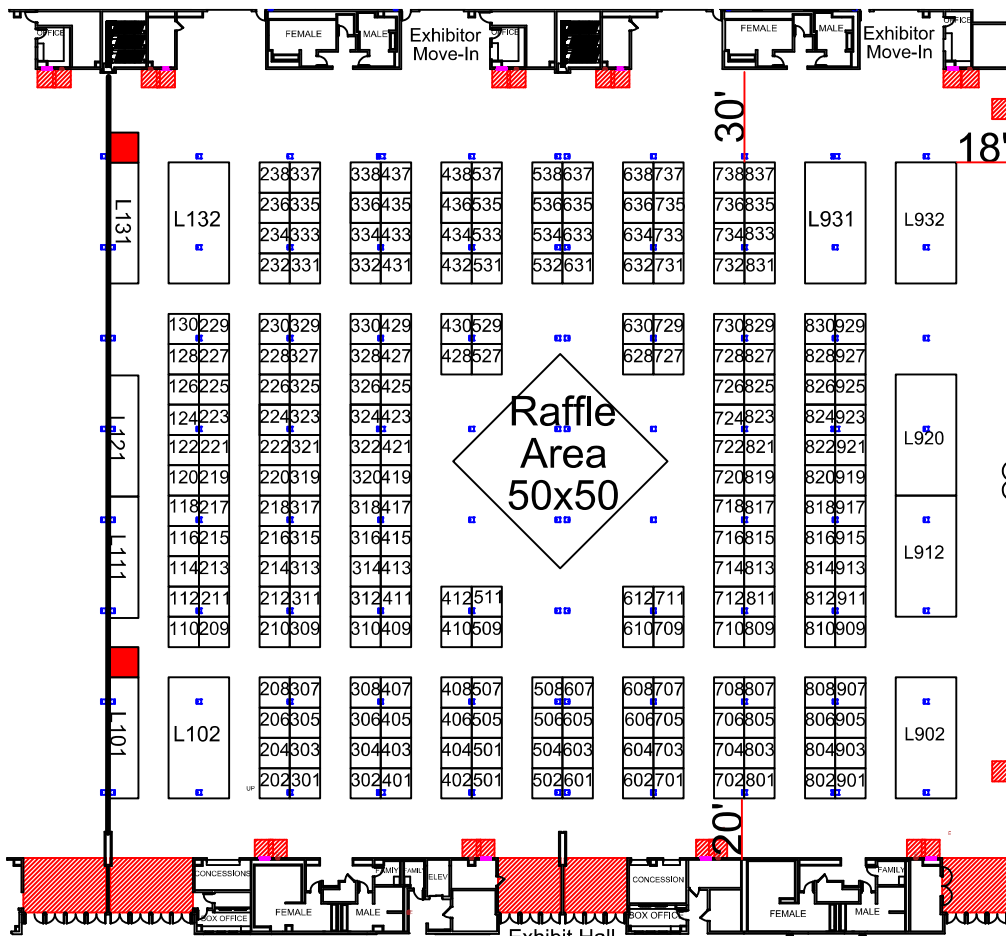 OFFICE
FEMALE
MALE
Exhibitor
Move-In
OFFICE
FEMALE
MALE
Exhibitor
Move-In
OFFICE
30'
18'
L131
L132
238 337 338 437 438 537 538 637 638 737 738 837
236 335 336 435 436 535 536 635 636 735 736 835
L931
L932
234 333 334 433 434 533 534 633 634 733 734 833
232 331 332 431 432 531 532 631 632 731 732 831
130 229 230 329 330 429 430 529 630 729 730 829 830 929
128 227 228 327 328 427 428 527 628 727 728 827 828 927
126 225 226 325 326 425 726 825 826 925
124 223 224 323 324 423 724 823 824 923
Raffle
Area
50x50
L121
122 221 222 321 322 421 722 821 822 921
L920
120 219 220 319 320 419 720 819 820 919
118 217 218 317 318 417 718 817 818 917
L111
116 215 216 315 316 415 716 815 816 915
L912
114 213 214 313 314 413 714 813 814 913
112 211 212 311 312 411 412 511 612 711 712 811 812 911
110 209 210 309 310 409 410 509 610 709 710 809 810 909
208 307 308 407 408 507 508 607 608 707 708 807 808 907
206 305 306 405 406 505 506 605 606 705 706 805 806 905
L101
L102
L902
204 303 304 403 404 501 504 603 604 703 704 803 804 903
202 301 302 401 402 501 502 601 602 701 702 801 802 901
UP
20'
E
CONCESSIONS
BOX OFFICE
FEMALE
MALE
FAMIY
FAMIL
ELEV
CONCESSION
BOX OFFICE
FEMALE
MALE
FAMILY
Exhibit Hall